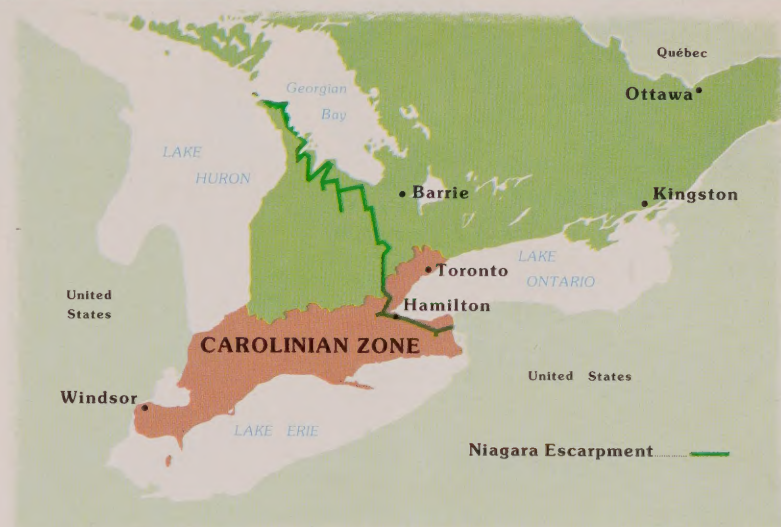 Québec
Ottawa
Georgian
Bay
LAKE
HURON
Barrie
Kingston
Toronto
LAKE
ONTARIO
United
States
Hamilton
CAROLINIAN ZONE
United States
Windsor
LAKE ERIE
Niagara Escarpment